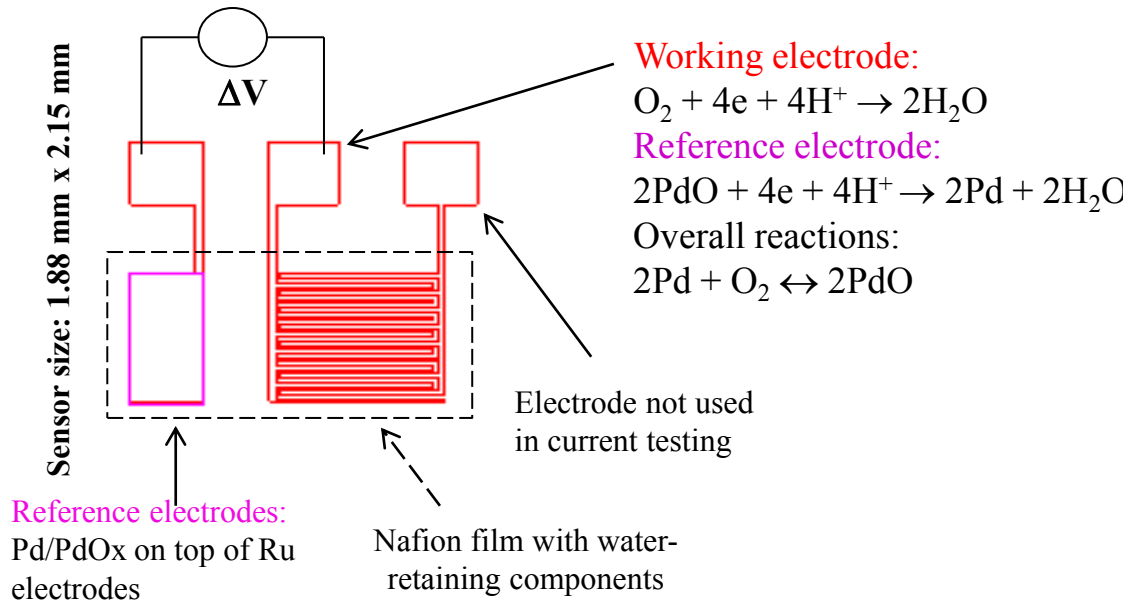 Sensor size: 1.88 mm x 2.15 mm
ΔV
Working electrode:
O₂ + 4e + 4H⁺ → 2H₂O
Reference electrode:
2PdO + 4e + 4H⁺ → 2Pd + 2H₂O
Overall reactions:
2Pd + O₂ ↔ 2PdO
Electrode not used
in current testing
Reference electrodes:
Pd/PdOx on top of Ru
electrodes
Nafion film with water-
retaining components